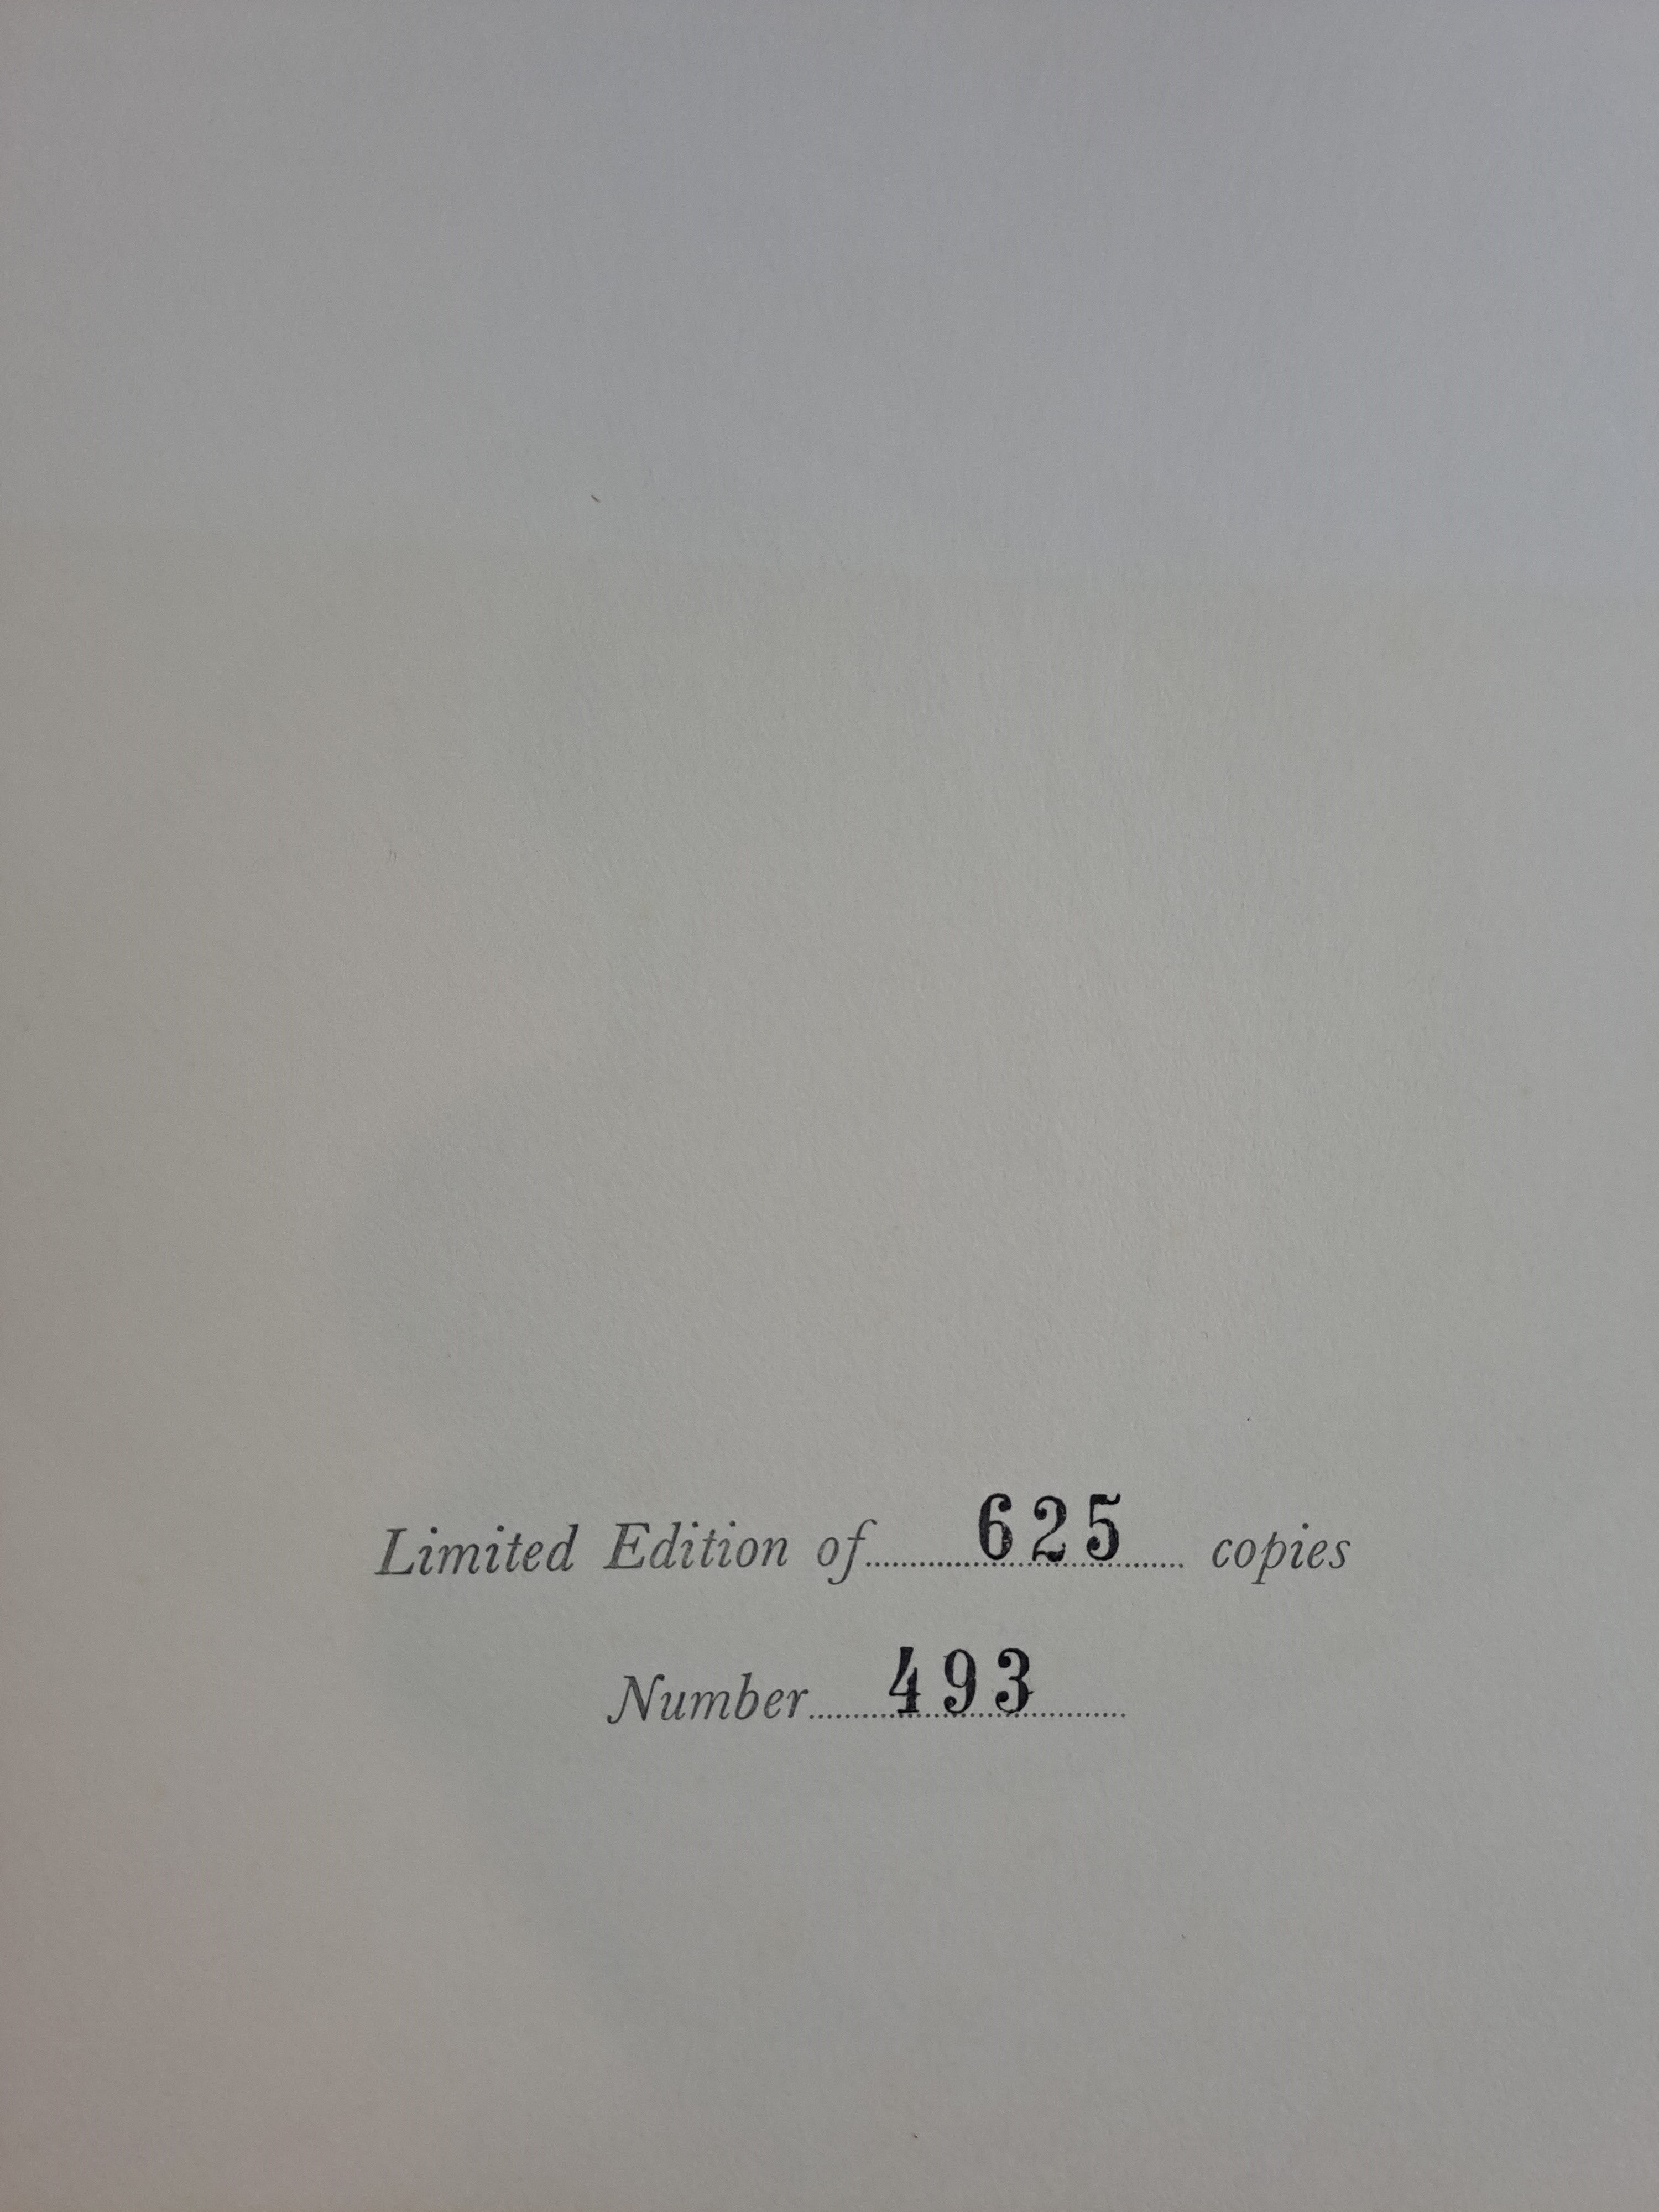 Limited Edition of 625 copies
Number 493